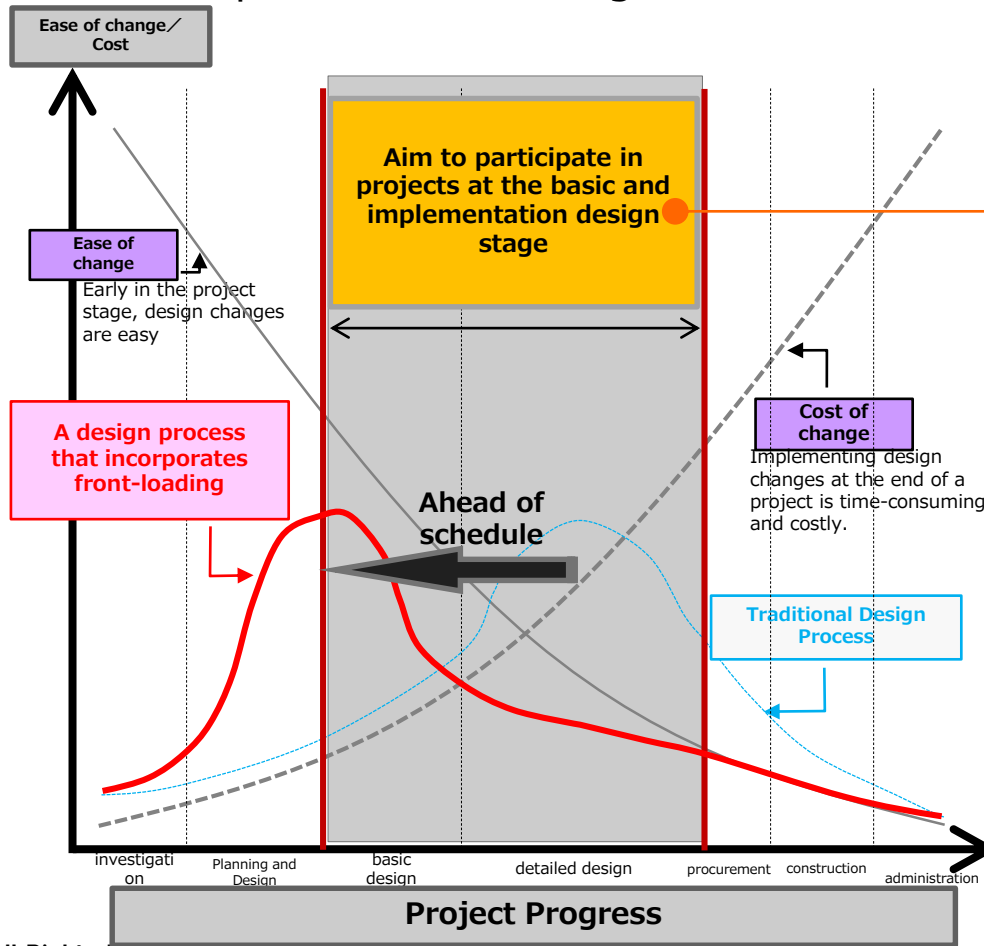 Ease of change／
Cost
Aim to participate in
projects at the basic and
implementation design
stage
Ease of
change
Early in the project
stage, design changes
are easy
A design process
that incorporates
front-loading
Ahead of
schedule
Cost of
change
Implementing design
changes at the end of a
project is time-consuming
and costly.
Traditional Design
Process
investigati
on
Planning and
Design
basic
design
detailed design
procurement
construction
administration
Project Progress